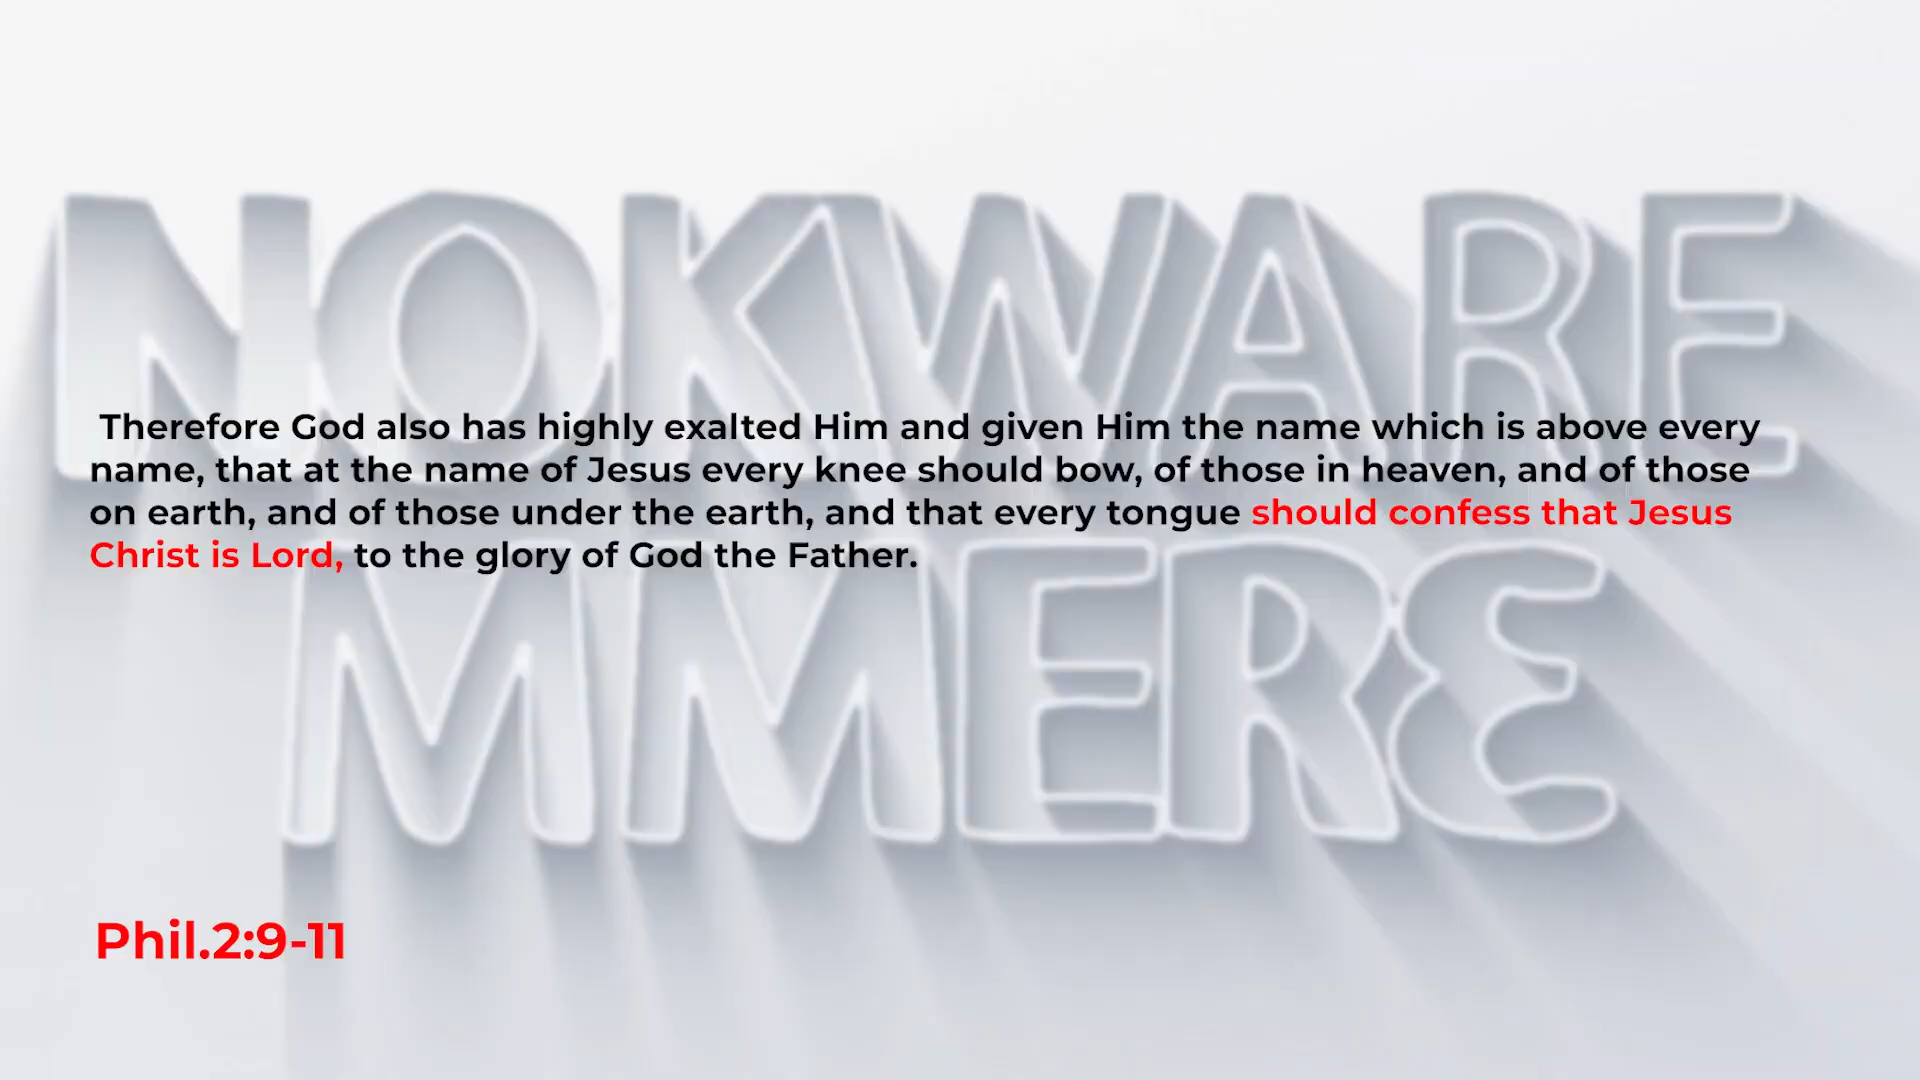 NOKWARE
Therefore God also has highly exalted Him and given Him the name which is above every
name, that at the name of Jesus every knee should bow, of those in heaven, and of those
on earth, and of those under the earth, and that every tongue should confess that Jesus
Christ is Lord, to the glory of God the Father.
MMERƐ
Phil.2:9-11